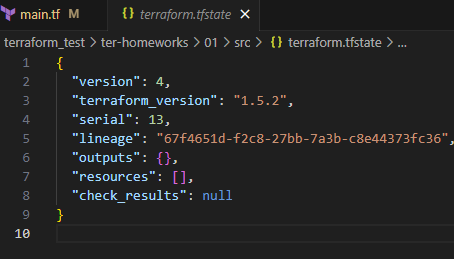 main.tf M {} terraform.tfstate ×
terraform_test > ter-homeworks > 01 > src > {} terraform.tfstate > ...
1 {
2   "version": 4,
3   "terraform_version": "1.5.2",
4   "serial": 13,
5   "lineage": "67f4651d-f2c8-27bb-7a3b-c8e44373fc36",
6   "outputs": {},
7   "resources": [],
8   "check_results": null
9 }
10